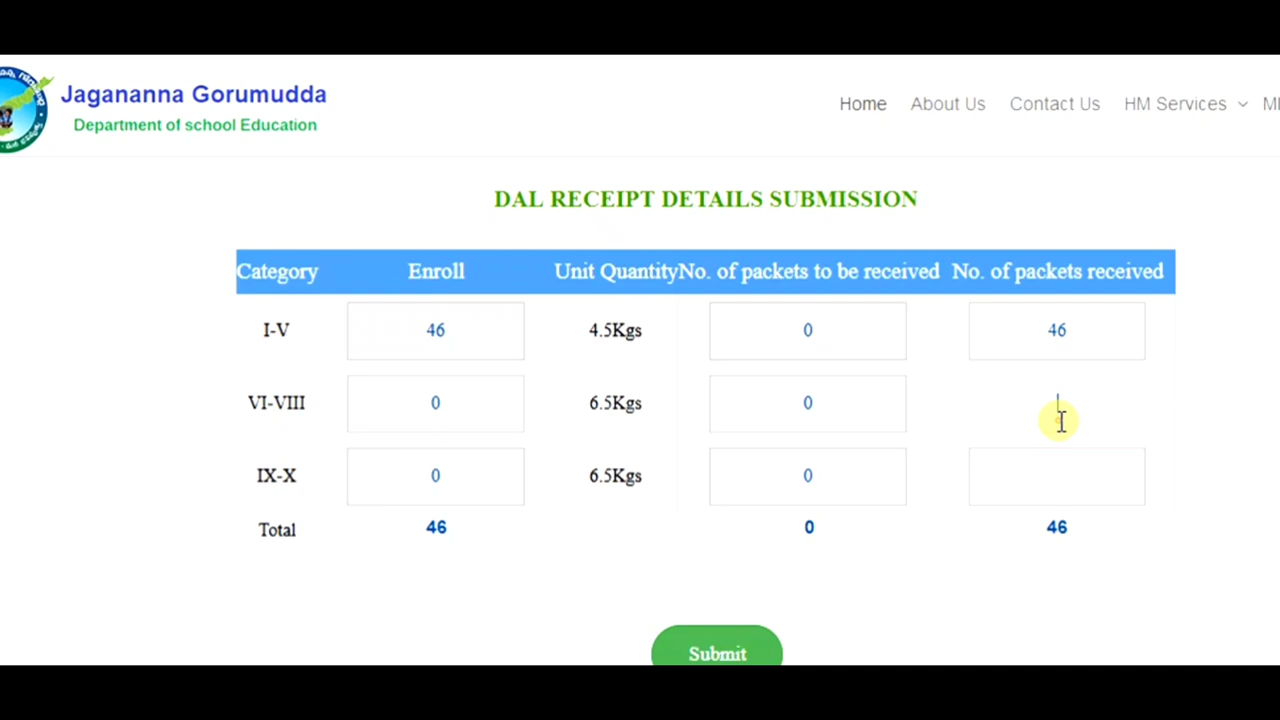 Jagananna Gorumudda
Department of school Education
Home About Us Contact Us HM Services
DAL RECEIPT DETAILS SUBMISSION
Category Enroll Unit Quantity No. of packets to be received No. of packets received
I-V 46 4.5Kgs 0 46
VI-VIII 0 6.5Kgs 0
IX-X 0 6.5Kgs 0
Total 46 0 46
Submit